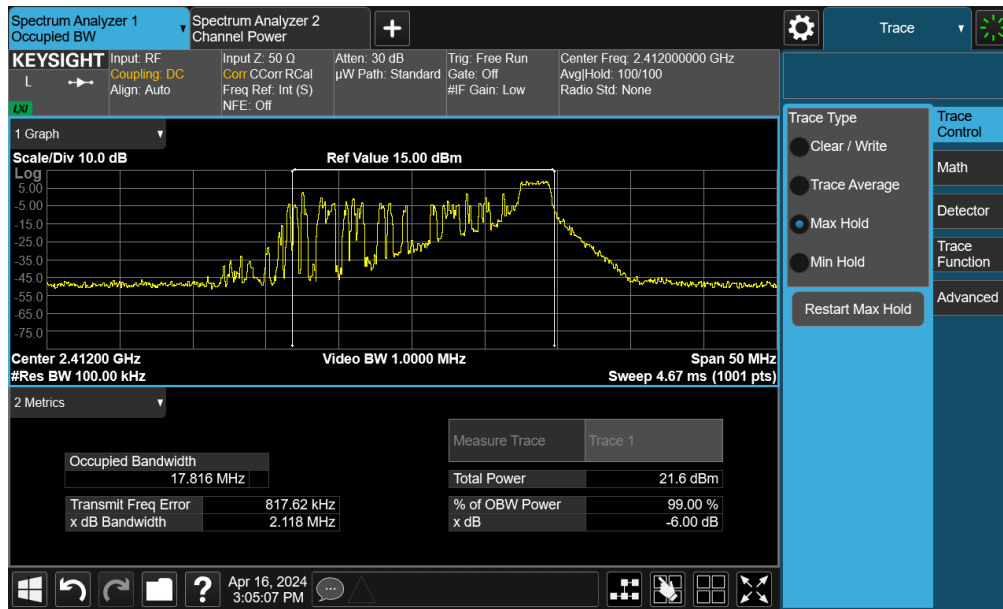 Spectrum Analyzer 1
Occupied BW
Spectrum Analyzer 2
Channel Power
Trace
KEYSIGHT
L
LXI
Input: RF
Coupling: DC
Align: Auto
Input Z: 50 Ω
Corr CCorr RCal
Freq Ref: Int (S)
NFE: Off
Atten: 30 dB
µW Path: Standard
Trig: Free Run
Gate: Off
#IF Gain: Low
Center Freq: 2.412000000 GHz
Avg|Hold: 100/100
Radio Std: None
1 Graph
Scale/Div 10.0 dB
Ref Value 15.00 dBm
Log
5.00
-5.00
-15.0
-25.0
-35.0
-45.0
-55.0
-65.0
-75.0
Center 2.41200 GHz
Video BW 1.0000 MHz
Span 50 MHz
#Res BW 100.00 kHz
Sweep 4.67 ms (1001 pts)
2 Metrics
Measure Trace
Trace 1
Occupied Bandwidth
17.816 MHz
Total Power
21.6 dBm
Transmit Freq Error
817.62 kHz
% of OBW Power
99.00 %
x dB Bandwidth
2.118 MHz
x dB
-6.00 dB
Trace Type
Clear / Write
Trace Average
Max Hold
Min Hold
Restart Max Hold
Trace
Control
Math
Detector
Trace
Function
Advanced
?
Apr 16, 2024
3:05:07 PM